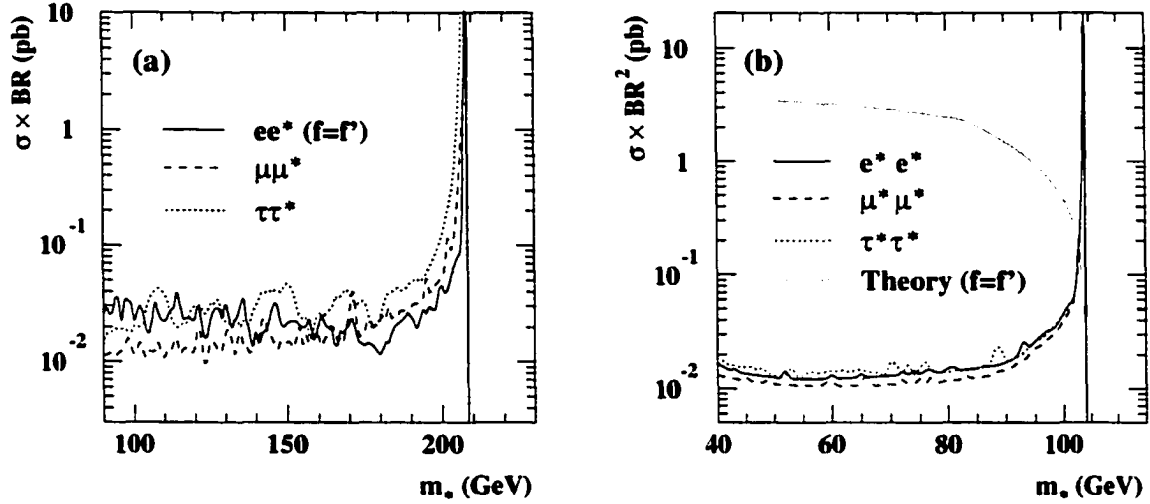 σ × BR (pb)
10
1
10⁻¹
10⁻²
(a)
ee* (f=f’)
μμ*
ττ*
100
150
200
m* (GeV)
σ × BR² (pb)
10
1
10⁻¹
10⁻²
(b)
e* e*
μ* μ*
τ* τ*
Theory (f=f’)
40
60
80
100
m* (GeV)